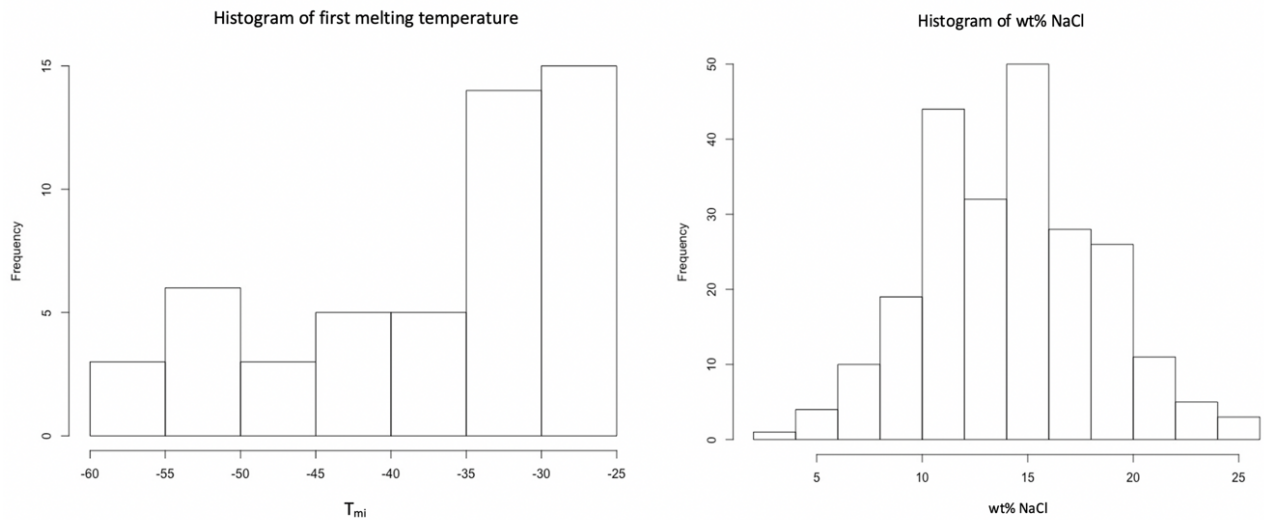 Histogram of first melting temperature
15
10
5
0
Frequency
-60 -55 -50 -45 -40 -35 -30 -25
Tmi
Histogram of wt% NaCl
50
40
30
20
10
0
Frequency
5 10 15 20 25
wt% NaCl